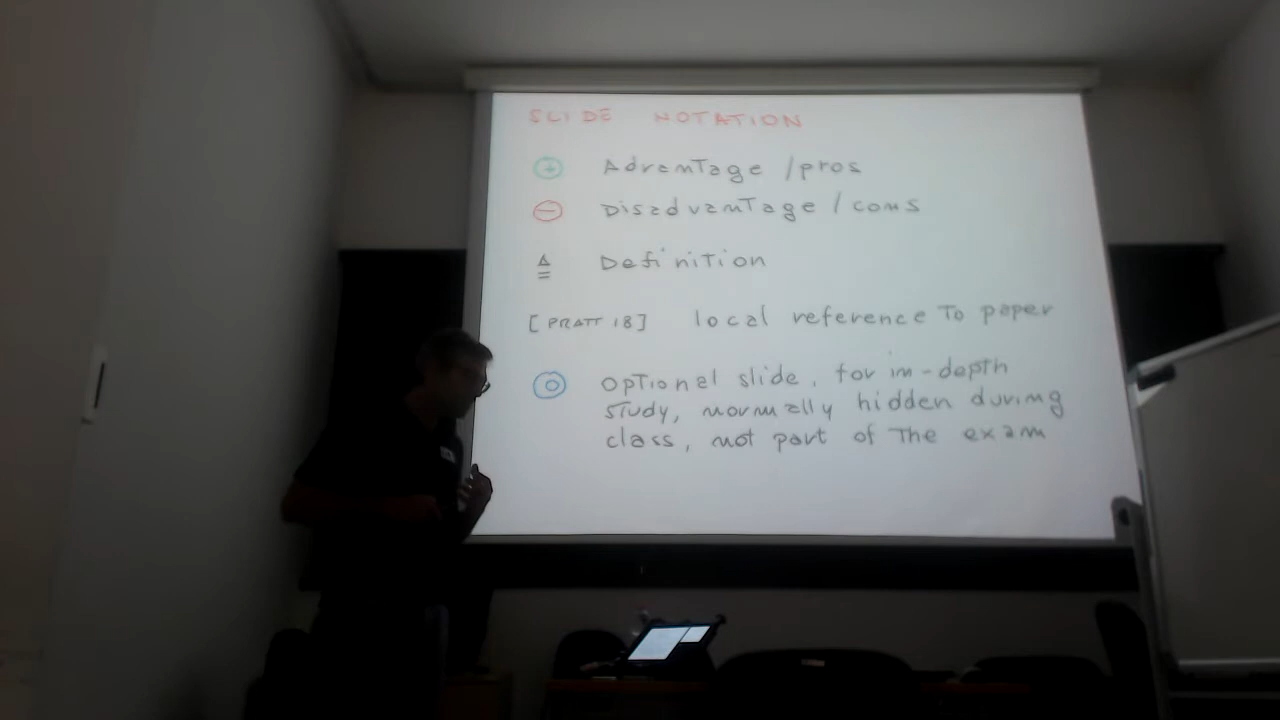 SLIDE NOTATION
+ Advantage / pros
- Disadvantage / cons
≜ Definition
[PRATT 18] local reference to paper
O Optional slide, for in-depth
study, normally hidden during
class, not part of the exam